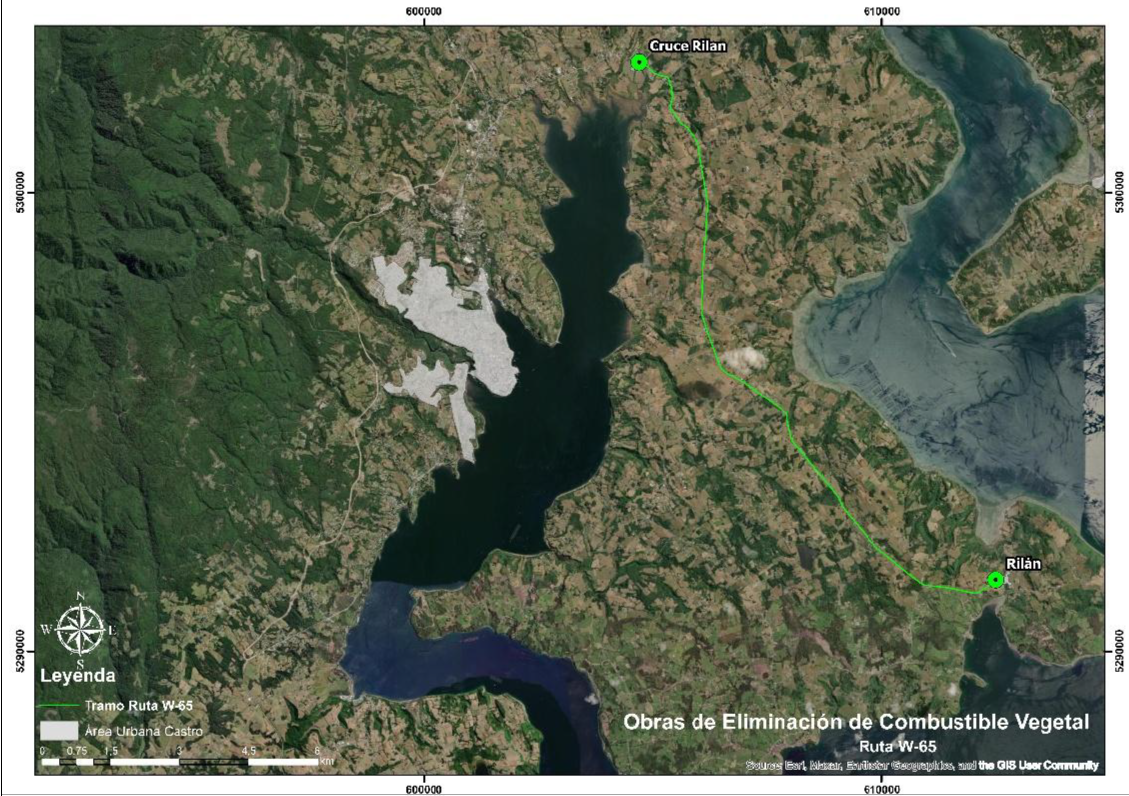 600000 610000
Cruce Rilan
5300000 5300000
Rilán
N
W E
S
5290000 5290000
Leyenda
Tramo Ruta W-65
Área Urbana Castro
0 0.75 1.5 3 4.5 6
km
Obras de Eliminación de Combustible Vegetal
Ruta W-65
Source: Esri, Maxar, Earthstar Geographics, and the GIS User Community
600000 610000